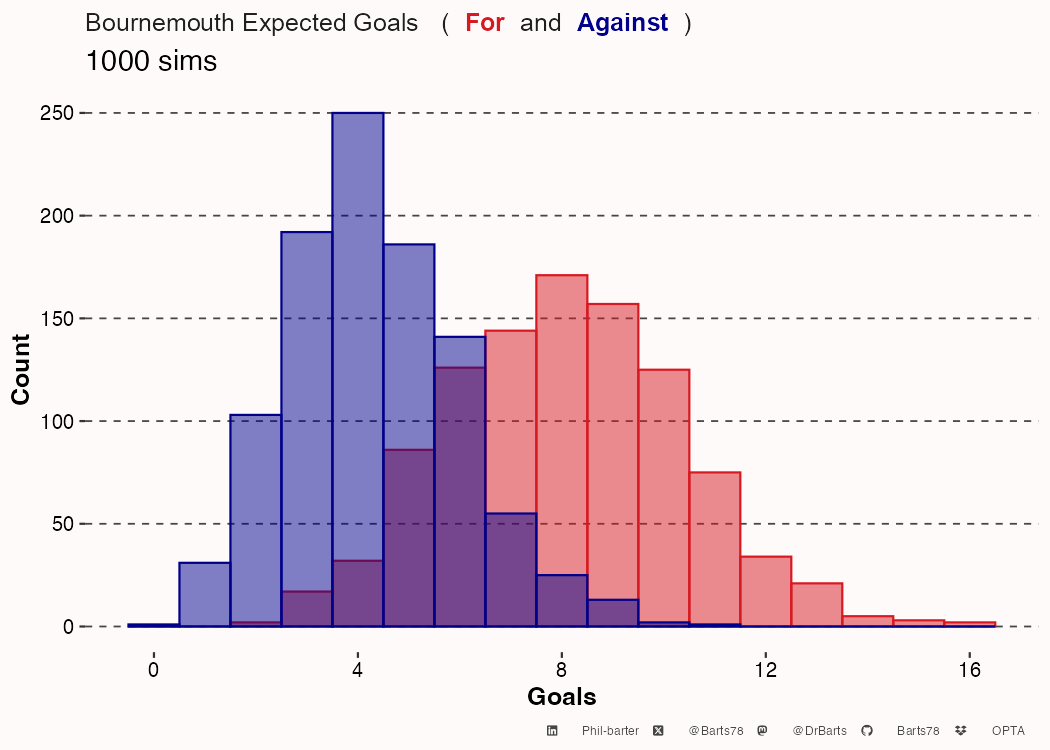 Bournemouth Expected Goals ( For and Against )
1000 sims
250
200
150
100
50
0
Count
0 4 8 12 16
Goals
Phil-barter @Barts78 @DrBarts Barts78 OPTA